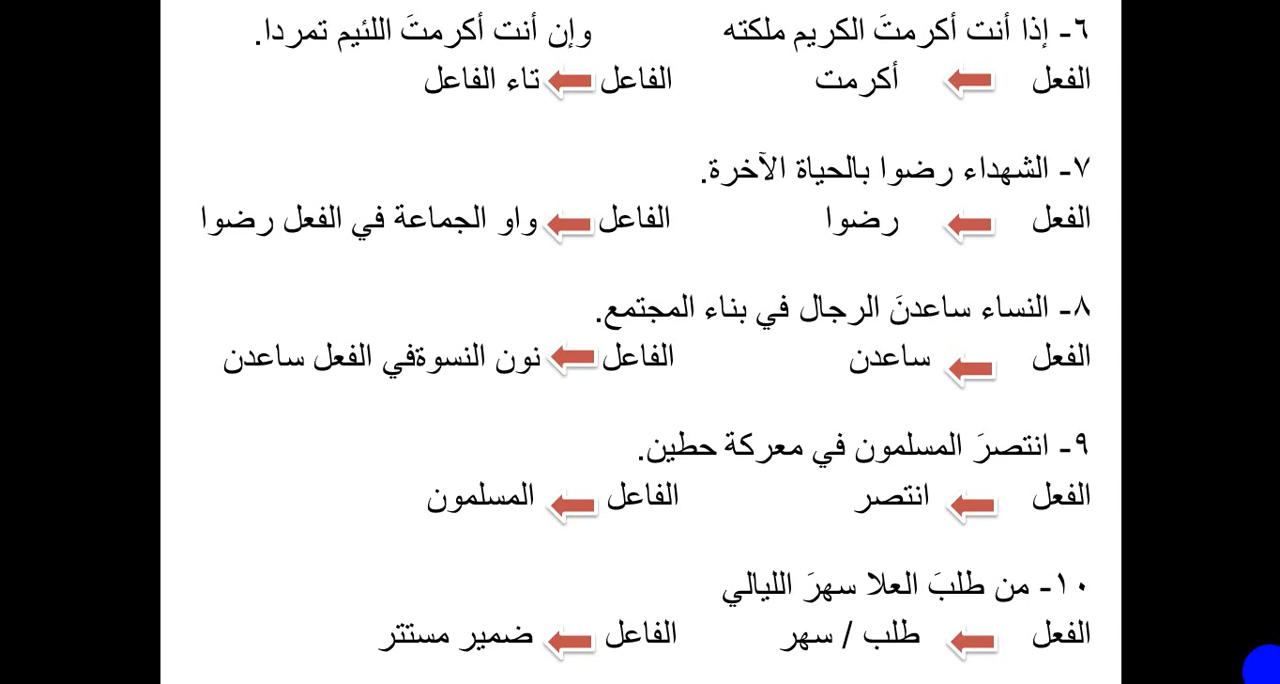 ٦- إذا أنت أكرمتَ الكريم ملكته وإن أنت أكرمتَ اللئيم تمردا.
الفعل أكرمت الفاعل تاء الفاعل
٧- الشهداء رضوا بالحياة الآخرة.
الفعل رضوا الفاعل واو الجماعة في الفعل رضوا
٨- النساء ساعدنَ الرجال في بناء المجتمع.
الفعل ساعدن الفاعل نون النسوةفي الفعل ساعدن
٩- انتصرَ المسلمون في معركة حطين.
الفعل انتصر الفاعل المسلمون
١٠- من طلبَ العلا سهرَ الليالي
الفعل طلب / سهر الفاعل ضمير مستتر